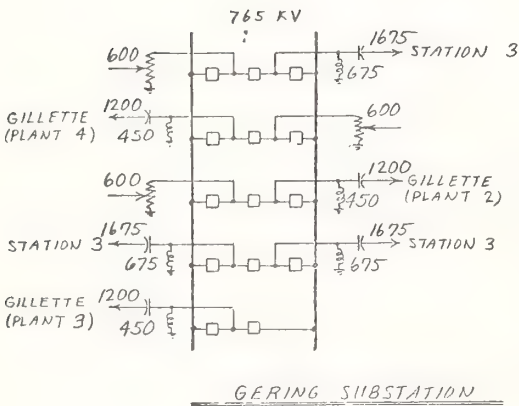 765 KV
600
1675
STATION 3
675
GILLETTE 1200
(PLANT 4) 450
600
600
1200
GILLETTE
450 (PLANT 2)
1675
STATION 3
675
1675
STATION 3
675
GILLETTE 1200
(PLANT 3) 450
GERING SUBSTATION